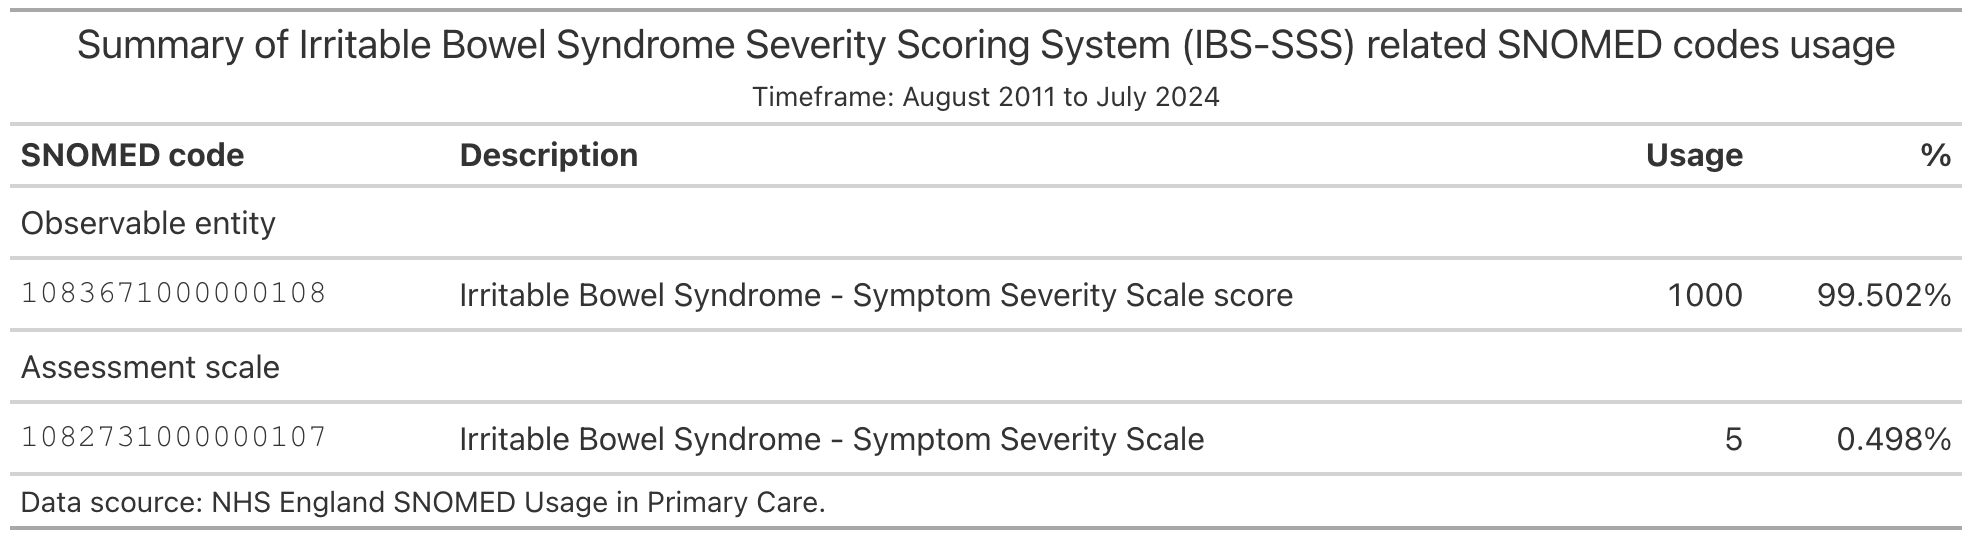 Summary of Irritable Bowel Syndrome Severity Scoring System (IBS-SSS) related SNOMED codes usage
Timeframe: August 2011 to July 2024
SNOMED code Description Usage %
Observable entity
1083671000000108 Irritable Bowel Syndrome - Symptom Severity Scale score 1000 99.502%
Assessment scale
1082731000000107 Irritable Bowel Syndrome - Symptom Severity Scale 5 0.498%
Data scource: NHS England SNOMED Usage in Primary Care.